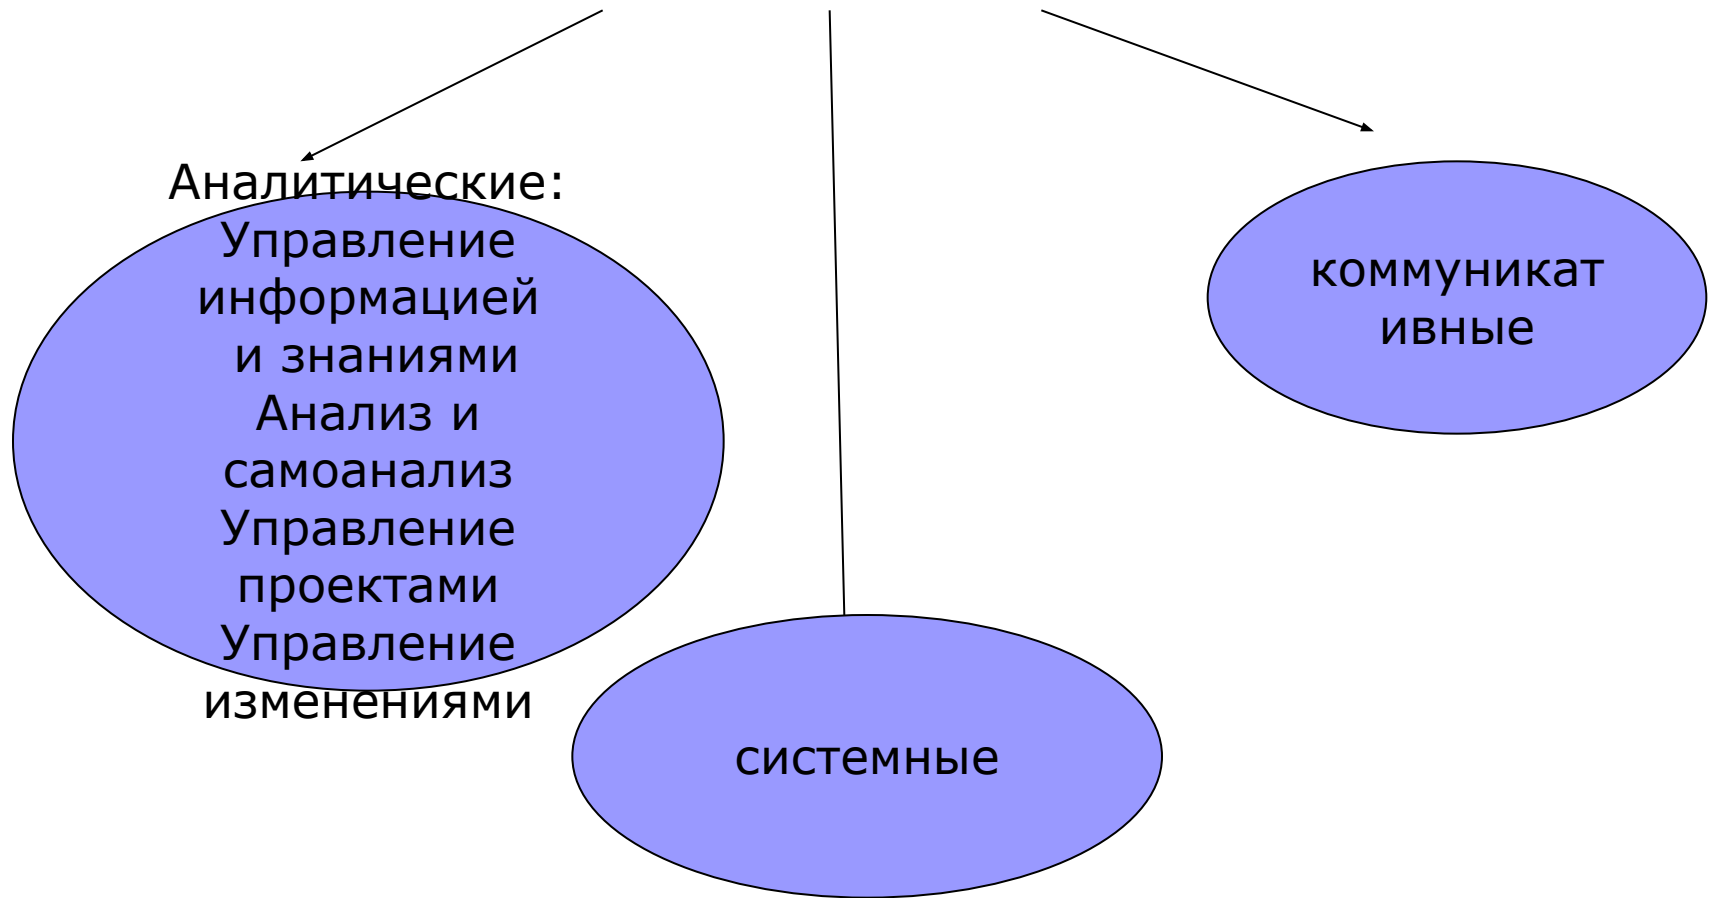 Аналитические:
Управление
информацией
и знаниями
Анализ и
самоанализ
Управление
проектами
Управление
изменениями
коммуникат
ивные
системные